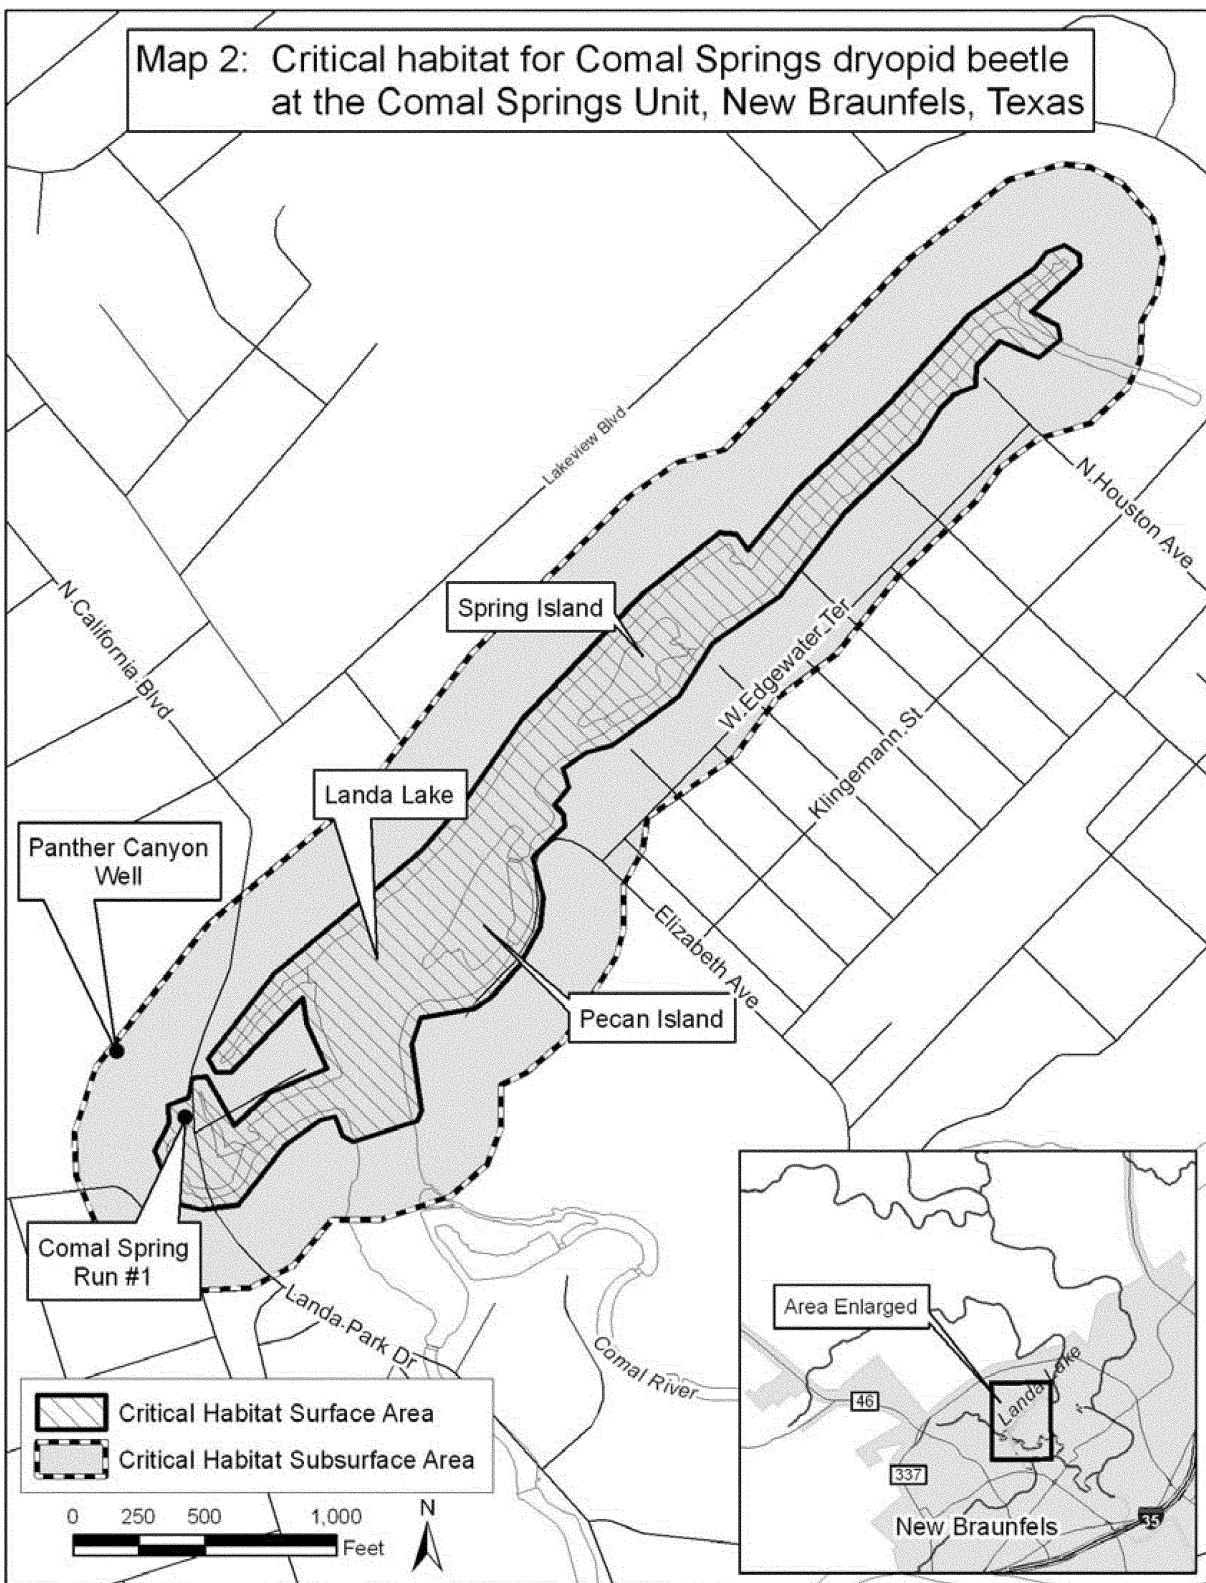 Map 2: Critical habitat for Comal Springs dryopid beetle
at the Comal Springs Unit, New Braunfels, Texas
Lakeview Blvd
N. Houston Ave
N. California Blvd
Spring Island
W. Edgewater Ter
Klingemann St
Landa Lake
Panther Canyon
Well
Elizabeth Ave
Pecan Island
Comal Spring
Run #1
Landa Park Dr
Comal River
Area Enlarged
Landa Lake
46
337
New Braunfels
35
Critical Habitat Surface Area
Critical Habitat Subsurface Area
0 250 500 1,000
Feet
N